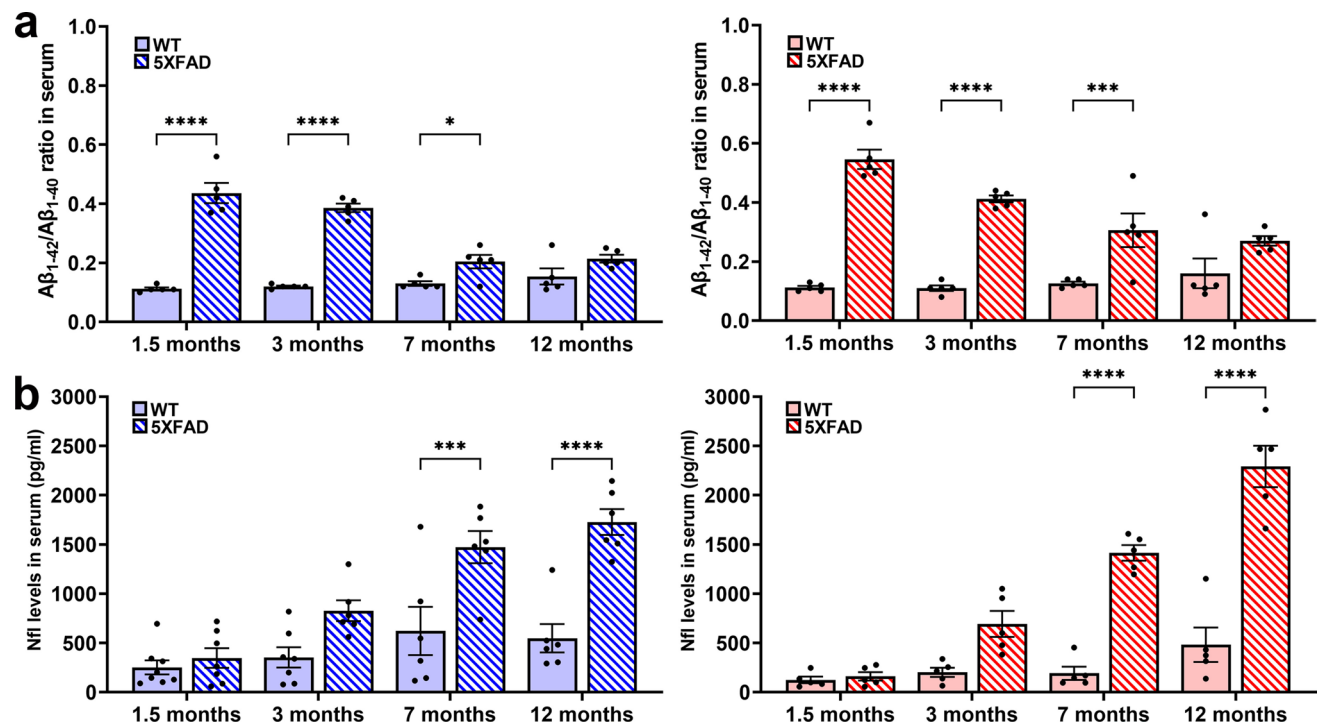 a
Aβ1-42/Aβ1-40 ratio in serum
1.0
0.8
0.6
0.4
0.2
0.0
WT
5XFAD
****
****
*
1.5 months
3 months
7 months
12 months
Aβ1-42/Aβ1-40 ratio in serum
1.0
0.8
0.6
0.4
0.2
0.0
WT
5XFAD
****
****
***
1.5 months
3 months
7 months
12 months
b
Nfl levels in serum (pg/ml)
3000
2500
2000
1500
1000
500
0
WT
5XFAD
***
****
1.5 months
3 months
7 months
12 months
Nfl levels in serum (pg/ml)
3000
2500
2000
1500
1000
500
0
WT
5XFAD
****
****
1.5 months
3 months
7 months
12 months